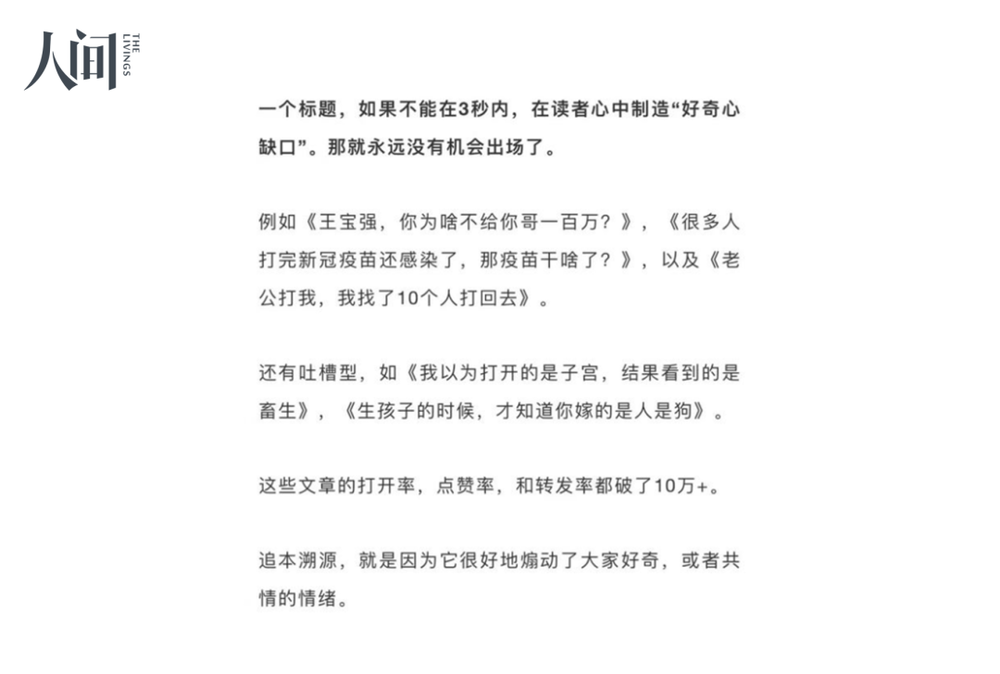 人间
THE LIVINGS
一个标题，如果不能在3秒内，在读者心中制造“好奇心
缺口”。那就永远没有机会出场了。
例如《王宝强，你为啥不给你哥一百万？》，《很多人
打完新冠疫苗还感染了，那疫苗干啥了？》，以及《老
公打我，我找了10个人打回去》。
还有吐槽型，如《我以为打开的是子宫，结果看到的是
畜生》，《生孩子的时候，才知道你嫁的是人是狗》。
这些文章的打开率，点赞率，和转发率都破了10万+。
追本溯源，就是因为它很好地煽动了大家好奇，或者共
情的情绪。